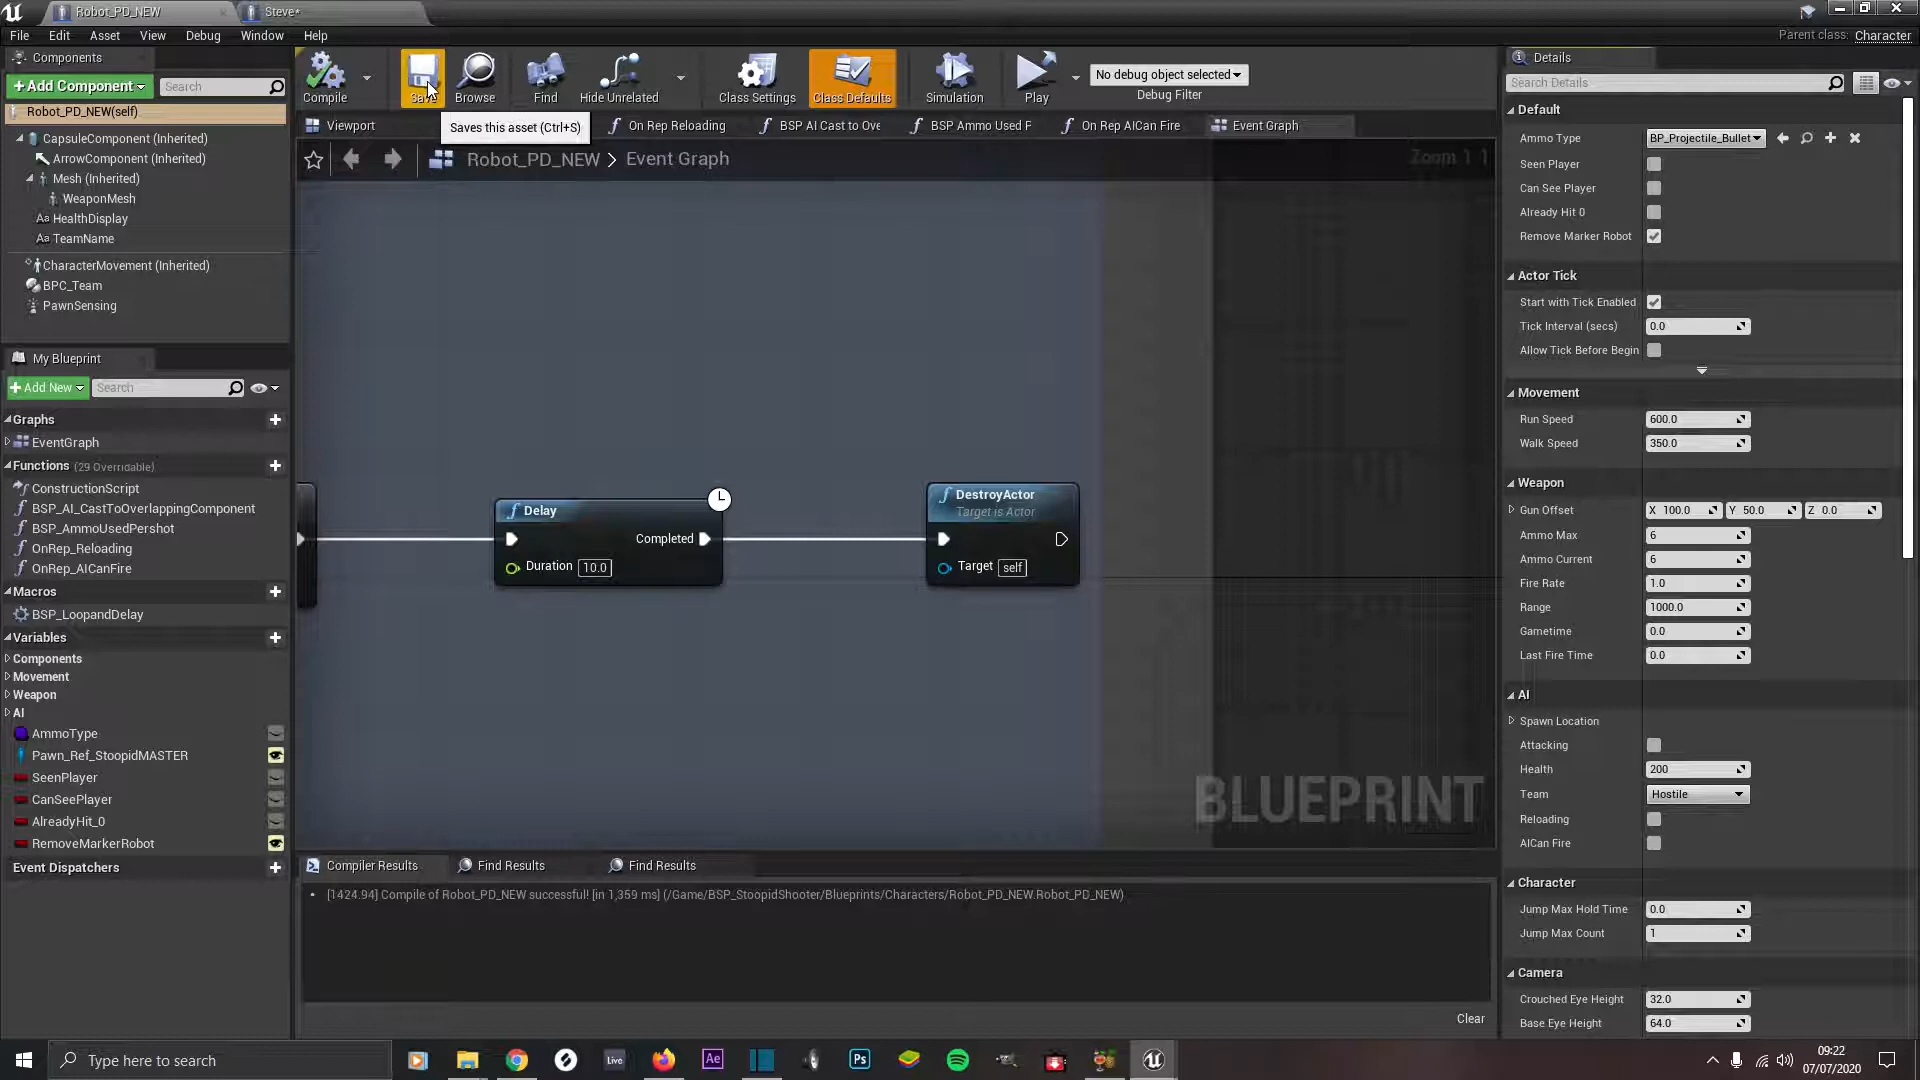 Robot_PD_NEW
Steve*
File Edit Asset View Debug Window Help
Parent class: Character
Components
+Add Component
Search
Robot_PD_NEW(self)
CapsuleComponent (Inherited)
ArrowComponent (Inherited)
Mesh (Inherited)
WeaponMesh
HealthDisplay
TeamName
CharacterMovement (Inherited)
BPC_Team
PawnSensing
My Blueprint
+Add New
Search
Graphs
EventGraph
Functions (29 Overridable)
ConstructionScript
BSP_AI_CastToOverlappingComponent
BSP_AmmoUsedPershot
OnRep_Reloading
OnRep_AICanFire
Macros
BSP_LoopandDelay
Variables
Components
Movement
Weapon
AI
AmmoType
Pawn_Ref_StoopidMASTER
SeenPlayer
CanSeePlayer
AlreadyHit_0
RemoveMarkerRobot
Event Dispatchers
Compile
Save
Browse
Find
Hide Unrelated
Class Settings
Class Defaults
Simulation
Play
No debug object selected
Debug Filter
Saves this asset (Ctrl+S)
Viewport
On Rep Reloading
BSP AI Cast to Ove
BSP Ammo Used F
On Rep AICan Fire
Event Graph
Robot_PD_NEW > Event Graph
Zoom 1:1
Delay
Completed
Duration 10.0
DestroyActor
Target is Actor
Target self
BLUEPRINT
Compiler Results
Find Results
Find Results
[1424.94] Compile of Robot_PD_NEW successful! [in 1,359 ms] (/Game/BSP_StoopidShooter/Blueprints/Characters/Robot_PD_NEW.Robot_PD_NEW)
Clear
Details
Search Details
Default
Ammo Type BP_Projectile_Bullet
Seen Player
Can See Player
Already Hit 0
Remove Marker Robot
Actor Tick
Start with Tick Enabled
Tick Interval (secs) 0.0
Allow Tick Before Begin
Movement
Run Speed 600.0
Walk Speed 350.0
Weapon
Gun Offset X 100.0 Y 50.0 Z 0.0
Ammo Max 6
Ammo Current 6
Fire Rate 1.0
Range 1000.0
Gametime 0.0
Last Fire Time 0.0
AI
Spawn Location
Attacking
Health 200
Team Hostile
Reloading
AICan Fire
Character
Jump Max Hold Time 0.0
Jump Max Count 1
Camera
Crouched Eye Height 32.0
Base Eye Height 64.0
Type here to search
Live
Ae
Ps
09:22
07/07/2020